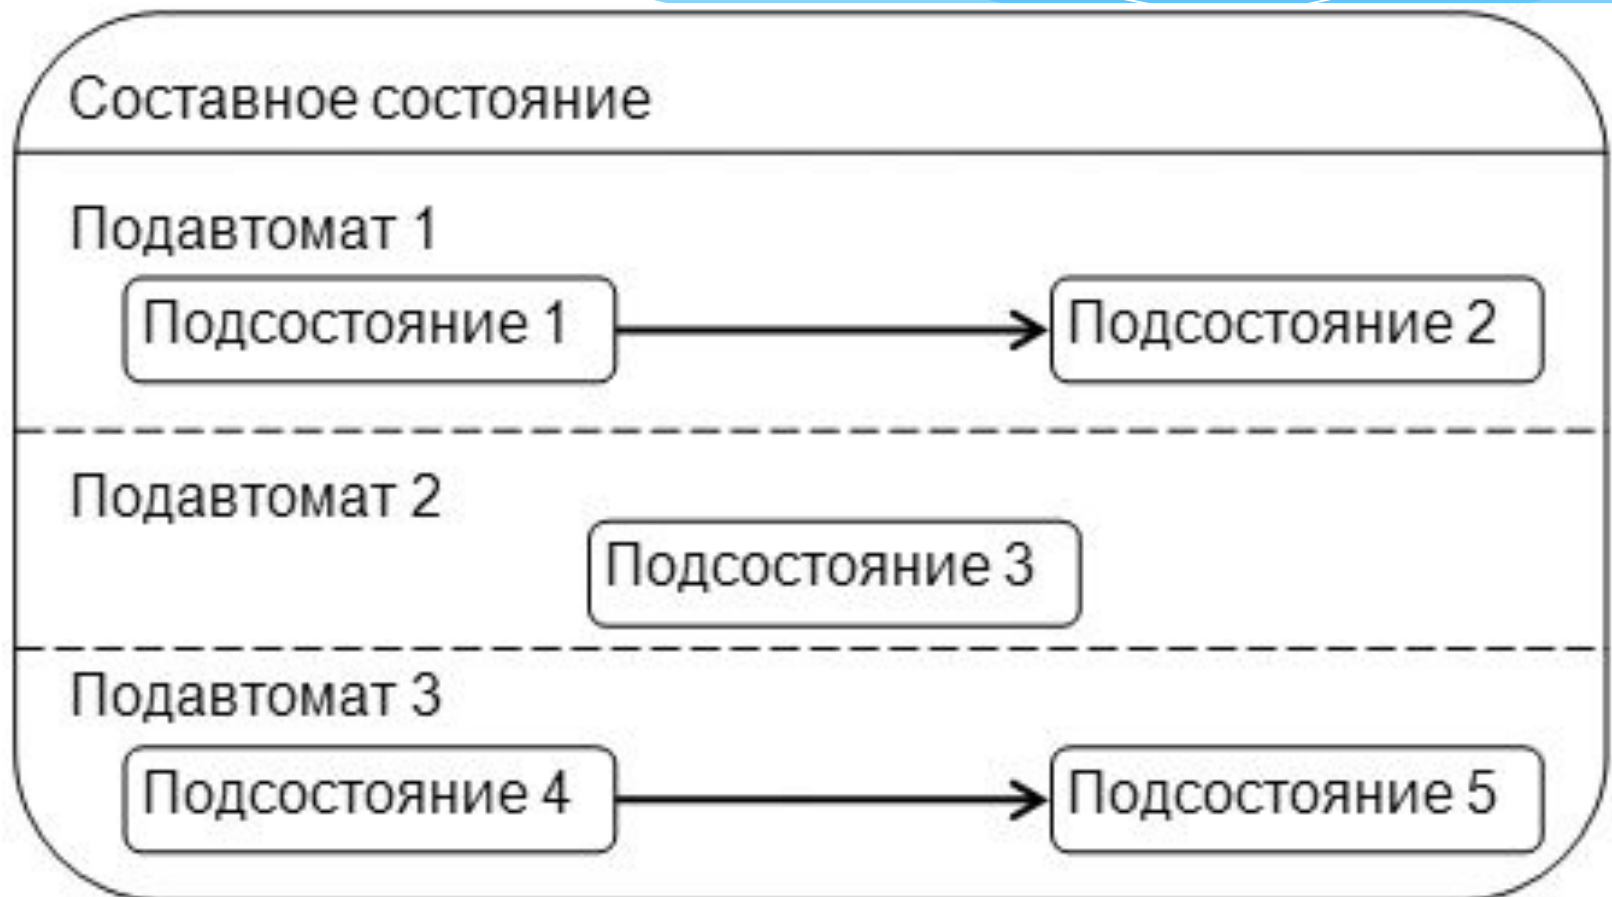 Составное состояние
Подавтомат 1
Подсостояние 1
Подсостояние 2
Подавтомат 2
Подсостояние 3
Подавтомат 3
Подсостояние 4
Подсостояние 5